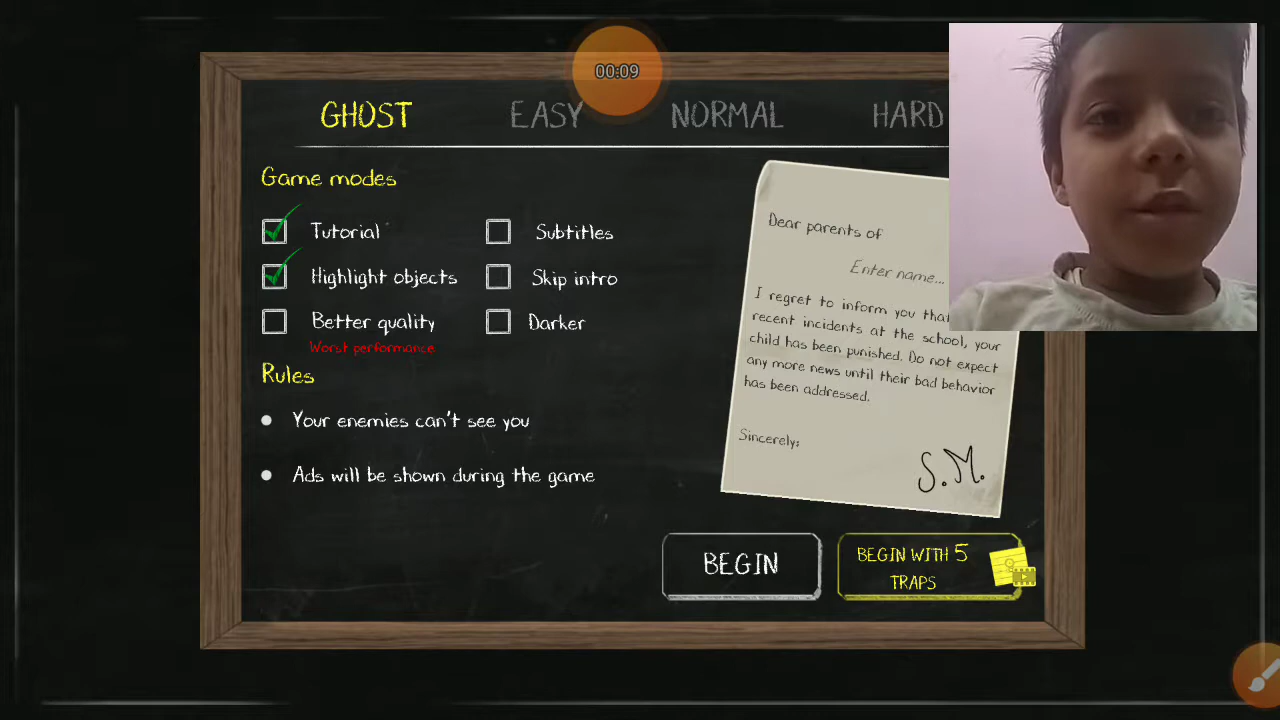 00:09
GHOST EASY NORMAL HARD
Game modes
Tutorial Subtitles
Highlight objects Skip intro
Better quality Darker
Worst performance
Rules
Your enemies can't see you
Ads will be shown during the game
Dear parents of
Enter name...
I regret to inform you
recent incidents at the school, your
child has been punished. Do not expect
any more news until their bad behavior
has been addressed.
Sincerely;
S.M.
BEGIN
BEGIN WITH 5
TRAPS